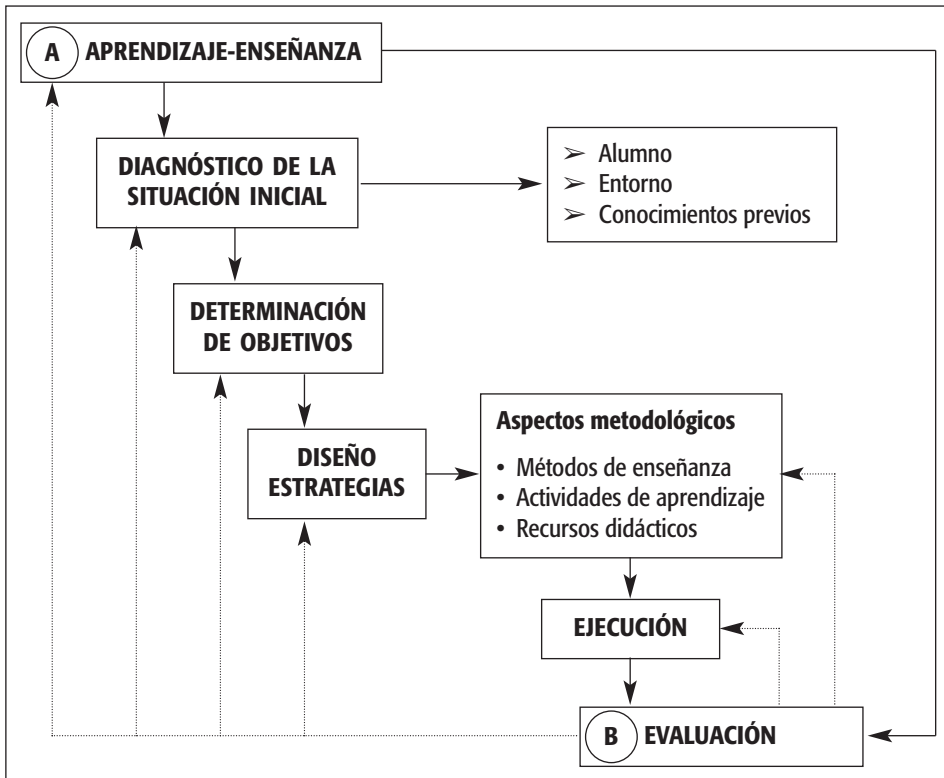 A APRENDIZAJE-ENSEÑANZA
DIAGNÓSTICO DE LA
SITUACIÓN INICIAL
➢ Alumno
➢ Entorno
➢ Conocimientos previos
DETERMINACIÓN
DE OBJETIVOS
DISEÑO
ESTRATEGIAS
Aspectos metodológicos
• Métodos de enseñanza
• Actividades de aprendizaje
• Recursos didácticos
EJECUCIÓN
B EVALUACIÓN